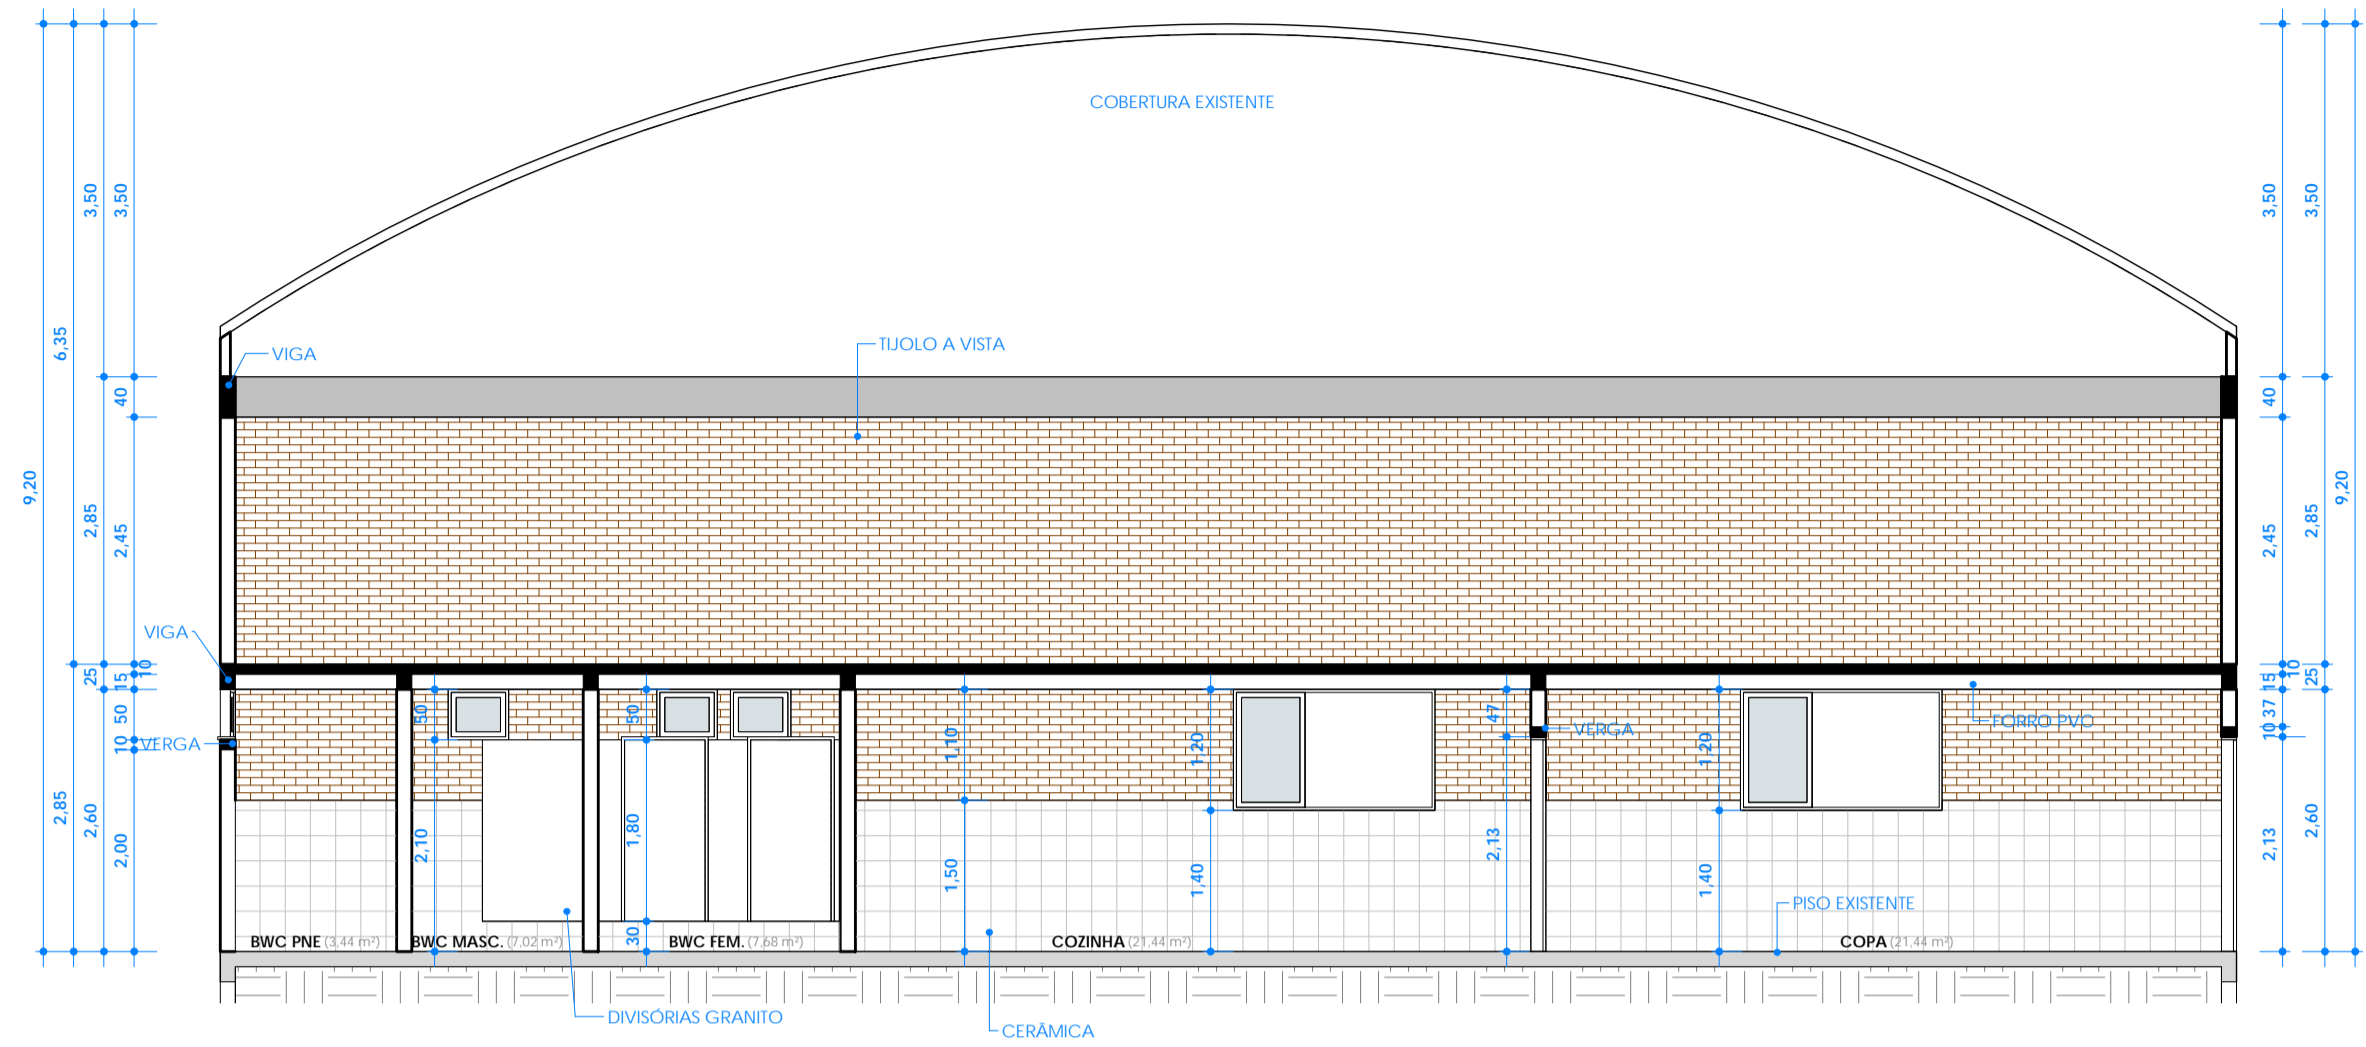 COBERTURA EXISTENTE
3,50
3,50
3,50
3,50
6,35
VIGA
TIJOLO A VISTA
40
40
9,20
9,20
2,85
2,45
2,45
2,85
VIGA
25
15
10
10
15
25
50
10
VERGA
37
10
FORRO PVC
VERGA
50
50
1,10
1,20
47
1,20
2,85
2,60
2,00
2,10
1,80
1,50
1,40
2,13
1,40
2,13
2,60
30
PISO EXISTENTE
BWC PNE (3,44 m²)
BWC MASC. (7,02 m²)
BWC FEM. (7,68 m²)
COZINHA (21,44 m²)
COPA (21,44 m²)
DIVISÓRIAS GRANITO
CERÂMICA